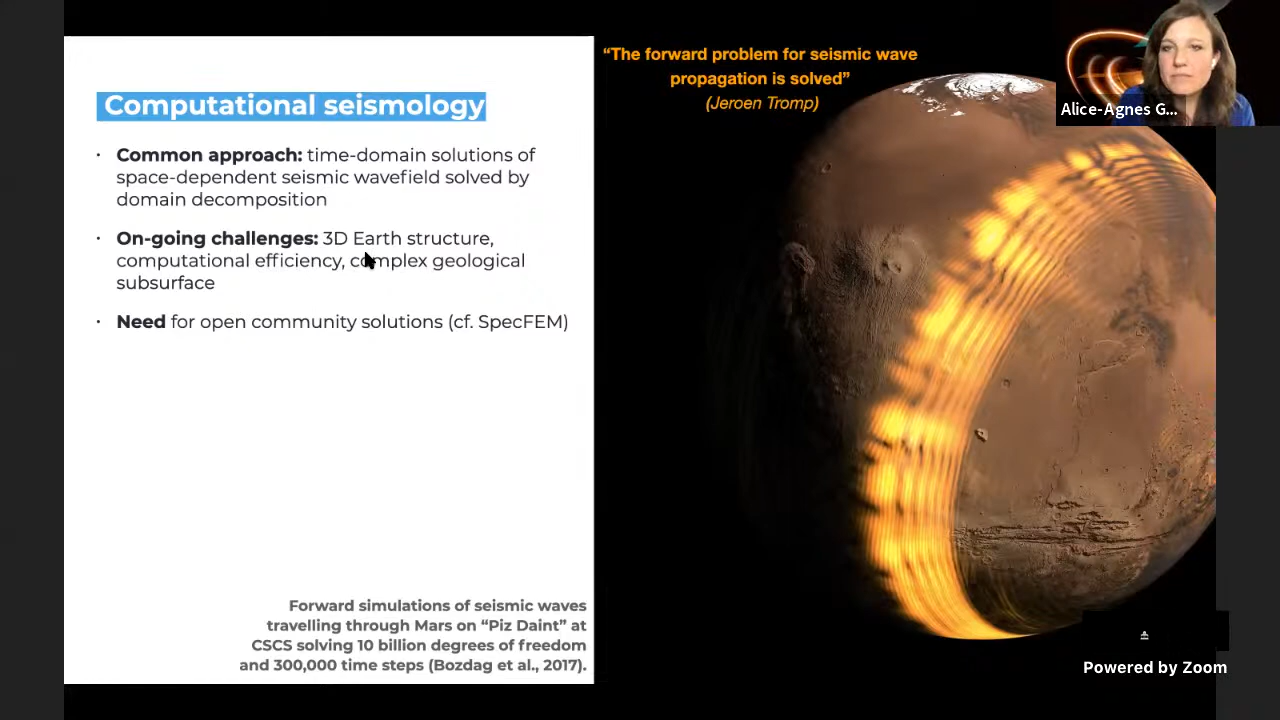 Computational seismology
• Common approach: time-domain solutions of
space-dependent seismic wavefield solved by
domain decomposition
• On-going challenges: 3D Earth structure,
computational efficiency, complex geological
subsurface
• Need for open community solutions (cf. SpecFEM)
Forward simulations of seismic waves
travelling through Mars on “Piz Daint” at
CSCS solving 10 billion degrees of freedom
and 300,000 time steps (Bozdag et al., 2017).
“The forward problem for seismic wave
propagation is solved”
(Jeroen Tromp)
Alice-Agnes G...
Powered by Zoom